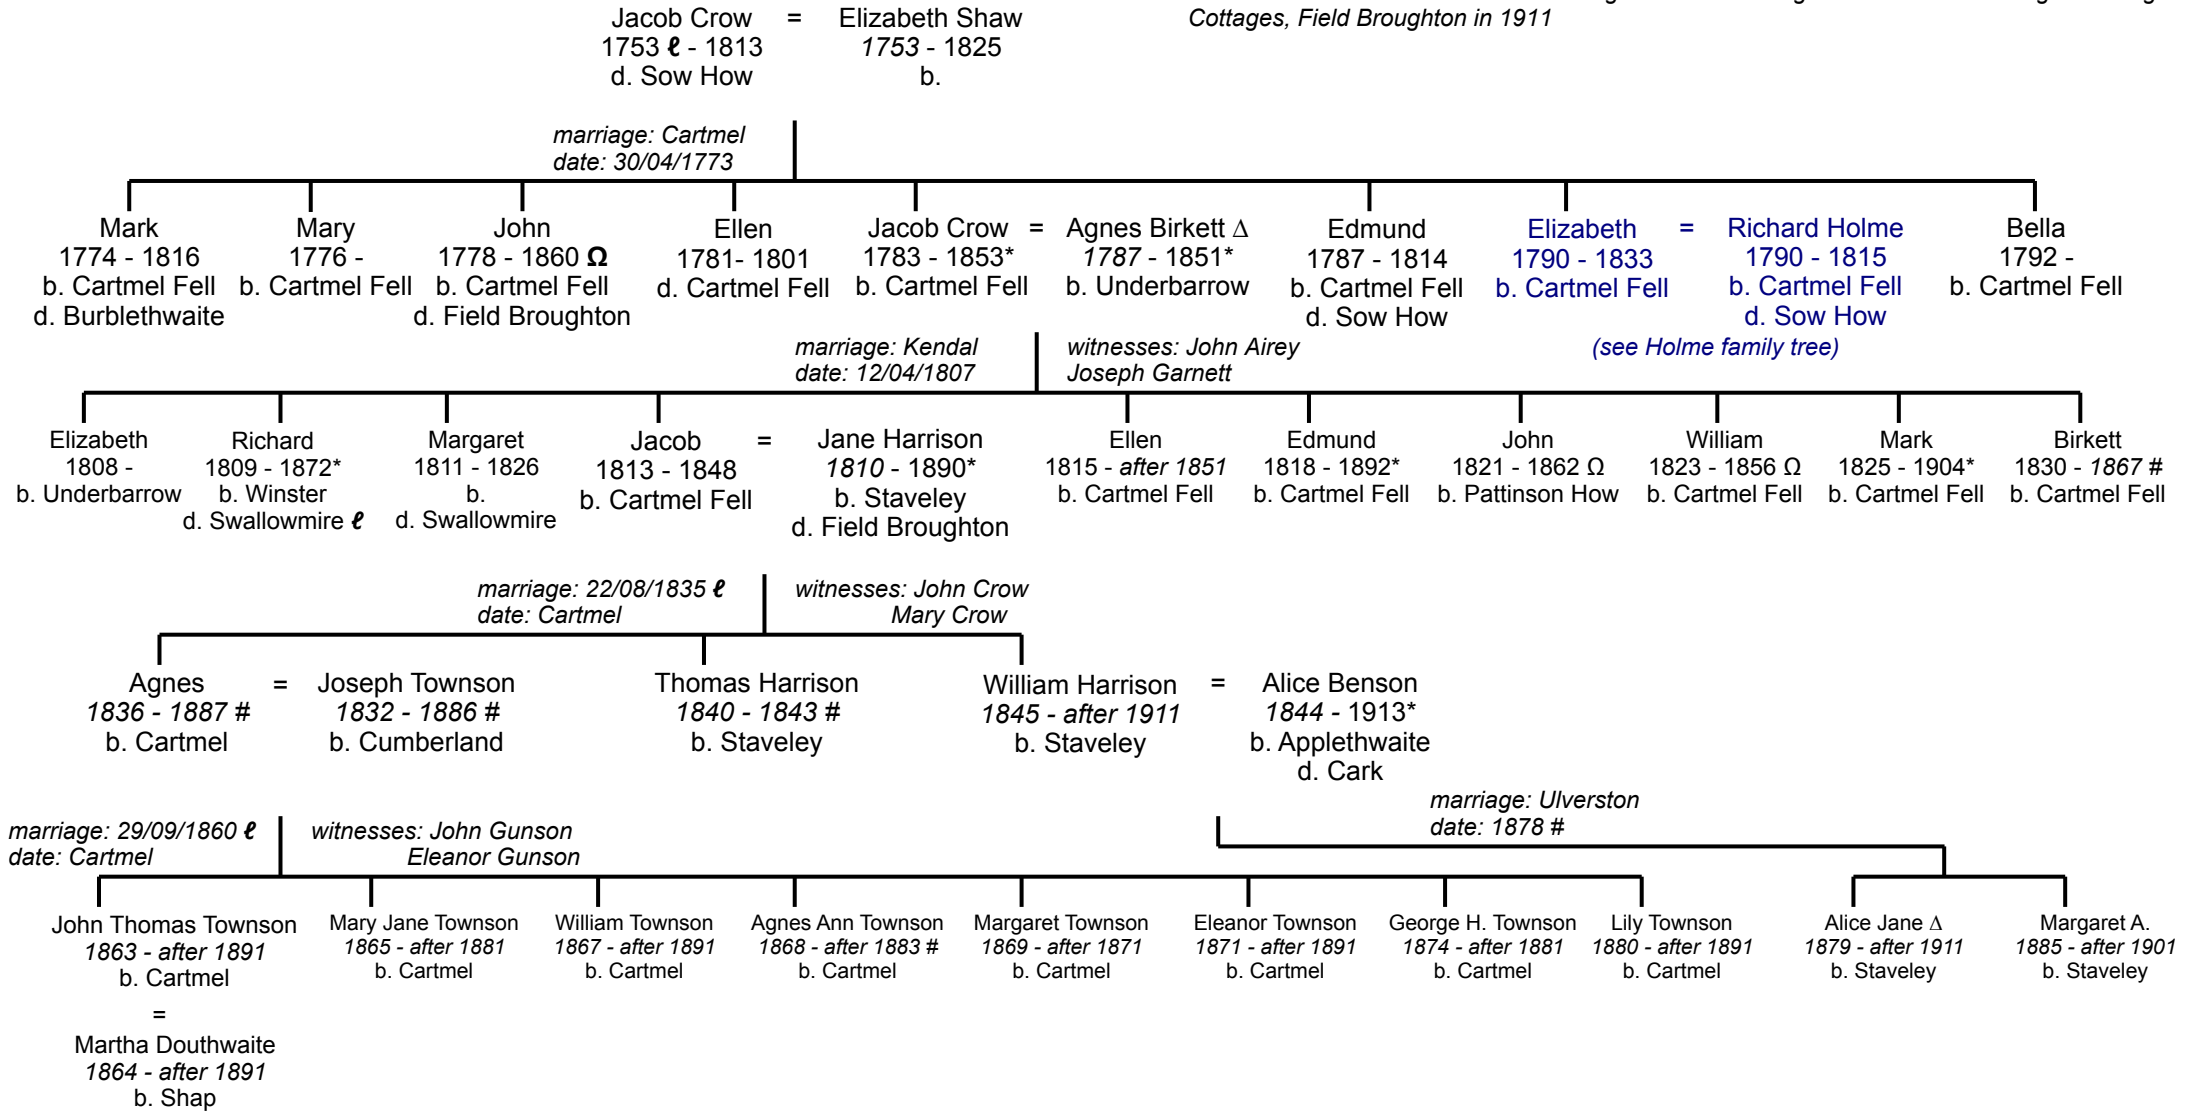 Jacob Crow = Elizabeth Shaw
1753 ℓ - 1813 1753 - 1825
d. Sow How b.
Cottages, Field Broughton in 1911
marriage: Cartmel
date: 30/04/1773
Mark
1774 - 1816
b. Cartmel Fell
d. Burblethwaite
Mary
1776 -
b. Cartmel Fell
John
1778 - 1860 Ω
b. Cartmel Fell
d. Field Broughton
Ellen
1781- 1801
d. Cartmel Fell
Jacob Crow
1783 - 1853*
b. Cartmel Fell
=
Agnes Birkett Δ
1787 - 1851*
b. Underbarrow
Edmund
1787 - 1814
b. Cartmel Fell
d. Sow How
Elizabeth
1790 - 1833
b. Cartmel Fell
=
Richard Holme
1790 - 1815
b. Cartmel Fell
d. Sow How
(see Holme family tree)
Bella
1792 -
b. Cartmel Fell
marriage: Kendal
date: 12/04/1807
witnesses: John Airey
Joseph Garnett
Elizabeth
1808 -
b. Underbarrow
Richard
1809 - 1872*
b. Winster
d. Swallowmire ℓ
Margaret
1811 - 1826
b.
d. Swallowmire
Jacob
1813 - 1848
b. Cartmel Fell
=
Jane Harrison
1810 - 1890*
b. Staveley
d. Field Broughton
Ellen
1815 - after 1851
b. Cartmel Fell
Edmund
1818 - 1892*
b. Cartmel Fell
John
1821 - 1862 Ω
b. Pattinson How
William
1823 - 1856 Ω
b. Cartmel Fell
Mark
1825 - 1904*
b. Cartmel Fell
Birkett
1830 - 1867 #
b. Cartmel Fell
marriage: 22/08/1835 ℓ
date: Cartmel
witnesses: John Crow
Mary Crow
Agnes
1836 - 1887 #
b. Cartmel
=
Joseph Townson
1832 - 1886 #
b. Cumberland
Thomas Harrison
1840 - 1843 #
b. Staveley
William Harrison
1845 - after 1911
b. Staveley
=
Alice Benson
1844 - 1913*
b. Applethwaite
d. Cark
marriage: Ulverston
date: 1878 #
marriage: 29/09/1860 ℓ
date: Cartmel
witnesses: John Gunson
Eleanor Gunson
John Thomas Townson
1863 - after 1891
b. Cartmel
=
Martha Douthwaite
1864 - after 1891
b. Shap
Mary Jane Townson
1865 - after 1881
b. Cartmel
William Townson
1867 - after 1891
b. Cartmel
Agnes Ann Townson
1868 - after 1883 #
b. Cartmel
Margaret Townson
1869 - after 1871
b. Cartmel
Eleanor Townson
1871 - after 1891
b. Cartmel
George H. Townson
1874 - after 1881
b. Cartmel
Lily Townson
1880 - after 1891
b. Cartmel
Alice Jane Δ
1879 - after 1911
b. Staveley
Margaret A.
1885 - after 1901
b. Staveley